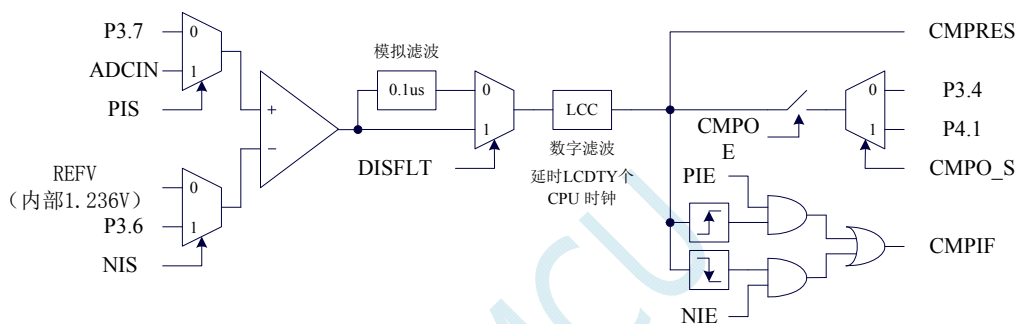 P3.7
0
ADCIN
1
PIS
+
−
REFV
（内部1.236V）
0
P3.6
1
NIS
模拟滤波
0.1us
0
1
DISFLT
LCC
数字滤波
延时LCDTY个
CPU 时钟
CMPRES
CMPO
E
0
P3.4
1
P4.1
CMPO_S
PIE
NIE
CMPIF
MCU